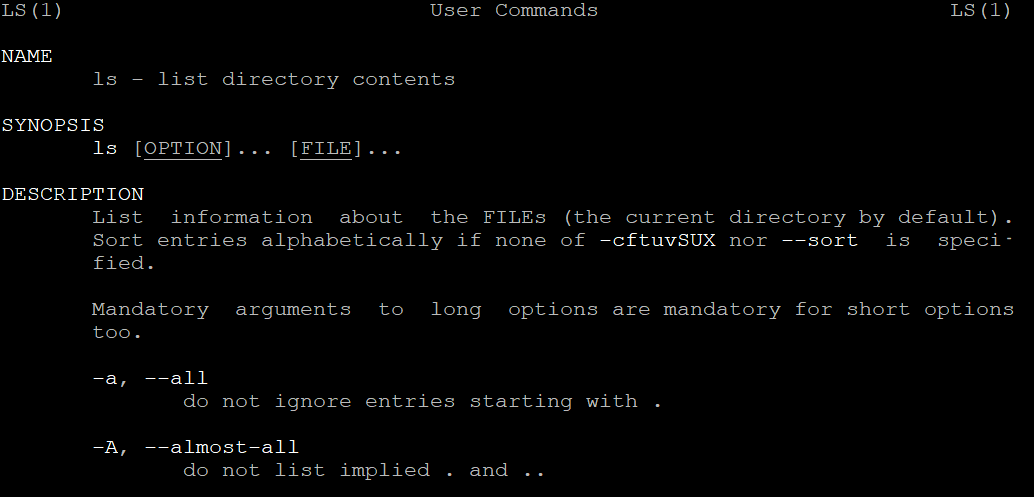 LS(1) User Commands LS(1)
NAME
ls - list directory contents
SYNOPSIS
ls [OPTION]... [FILE]...
DESCRIPTION
List information about the FILEs (the current directory by default).
Sort entries alphabetically if none of -cftuvSUX nor --sort is speci-
fied.
Mandatory arguments to long options are mandatory for short options
too.
-a, --all
do not ignore entries starting with .
-A, --almost-all
do not list implied . and ..